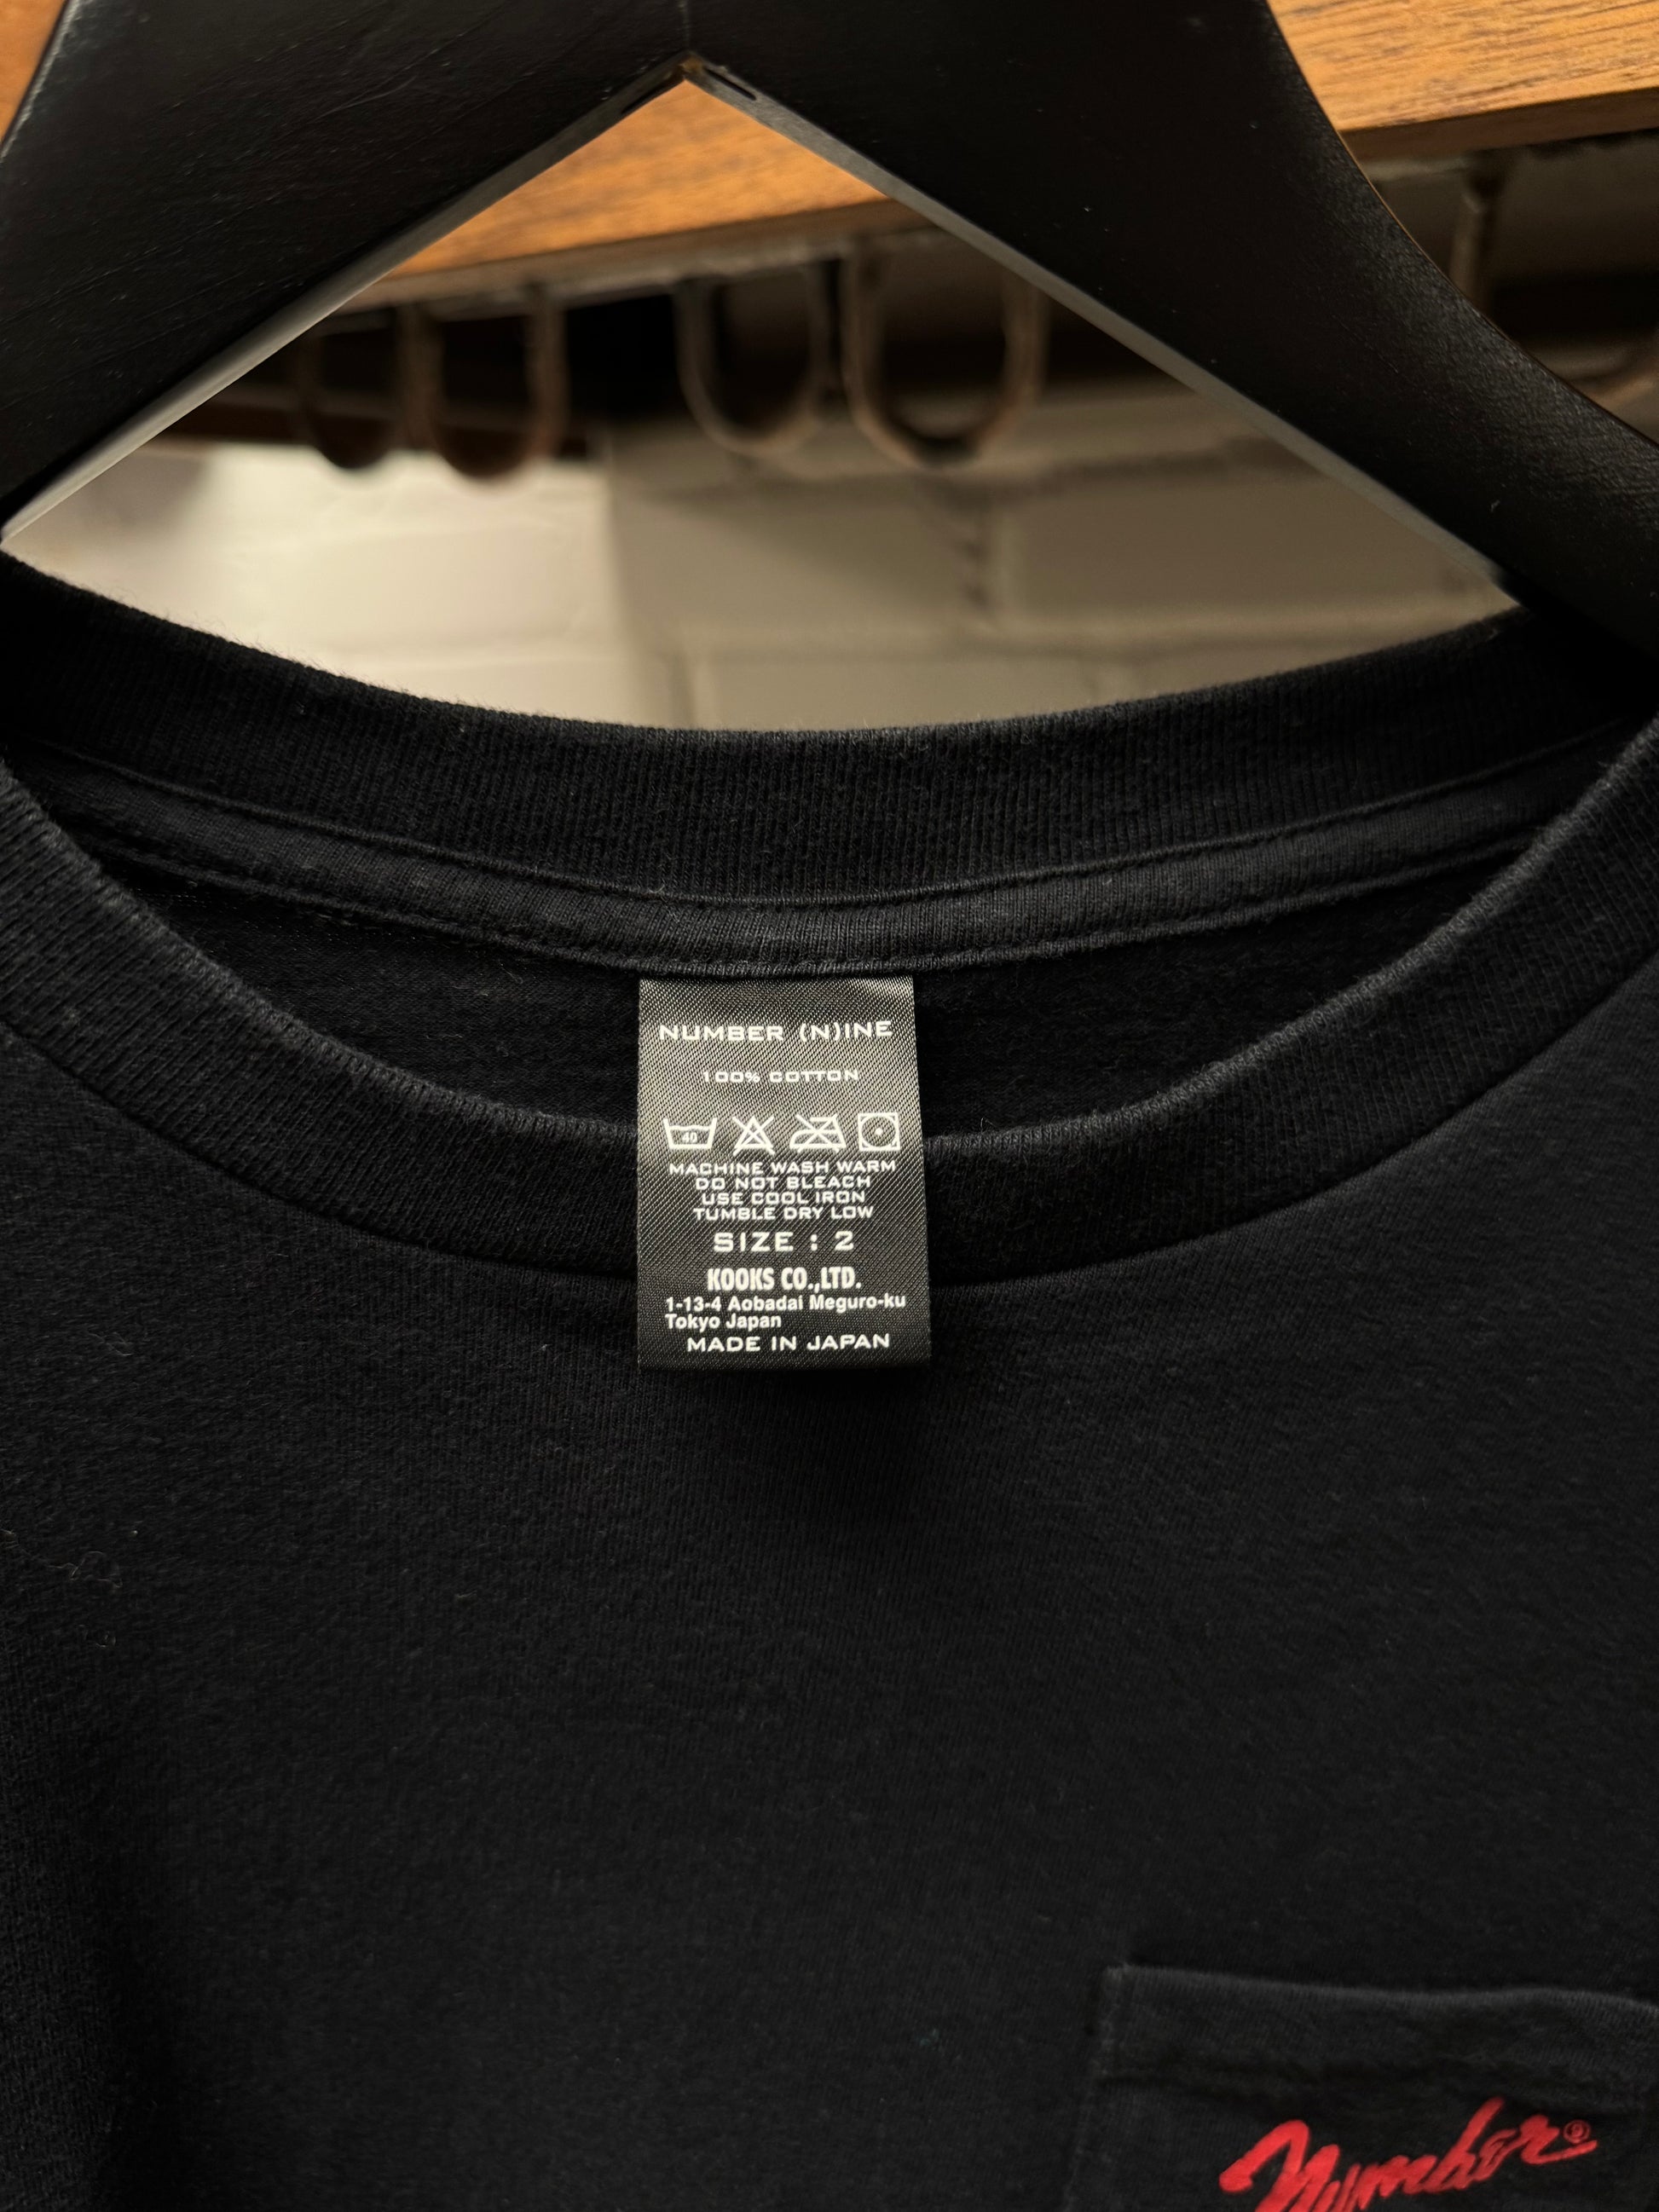 NUMBER (N)INE
100% COTTON
40
MACHINE WASH WARM
DO NOT BLEACH
USE COOL IRON
TUMBLE DRY LOW
SIZE : 2
KOOKS CO.,LTD.
1-13-4 Aobadai Meguro-ku
Tokyo Japan
MADE IN JAPAN
Number